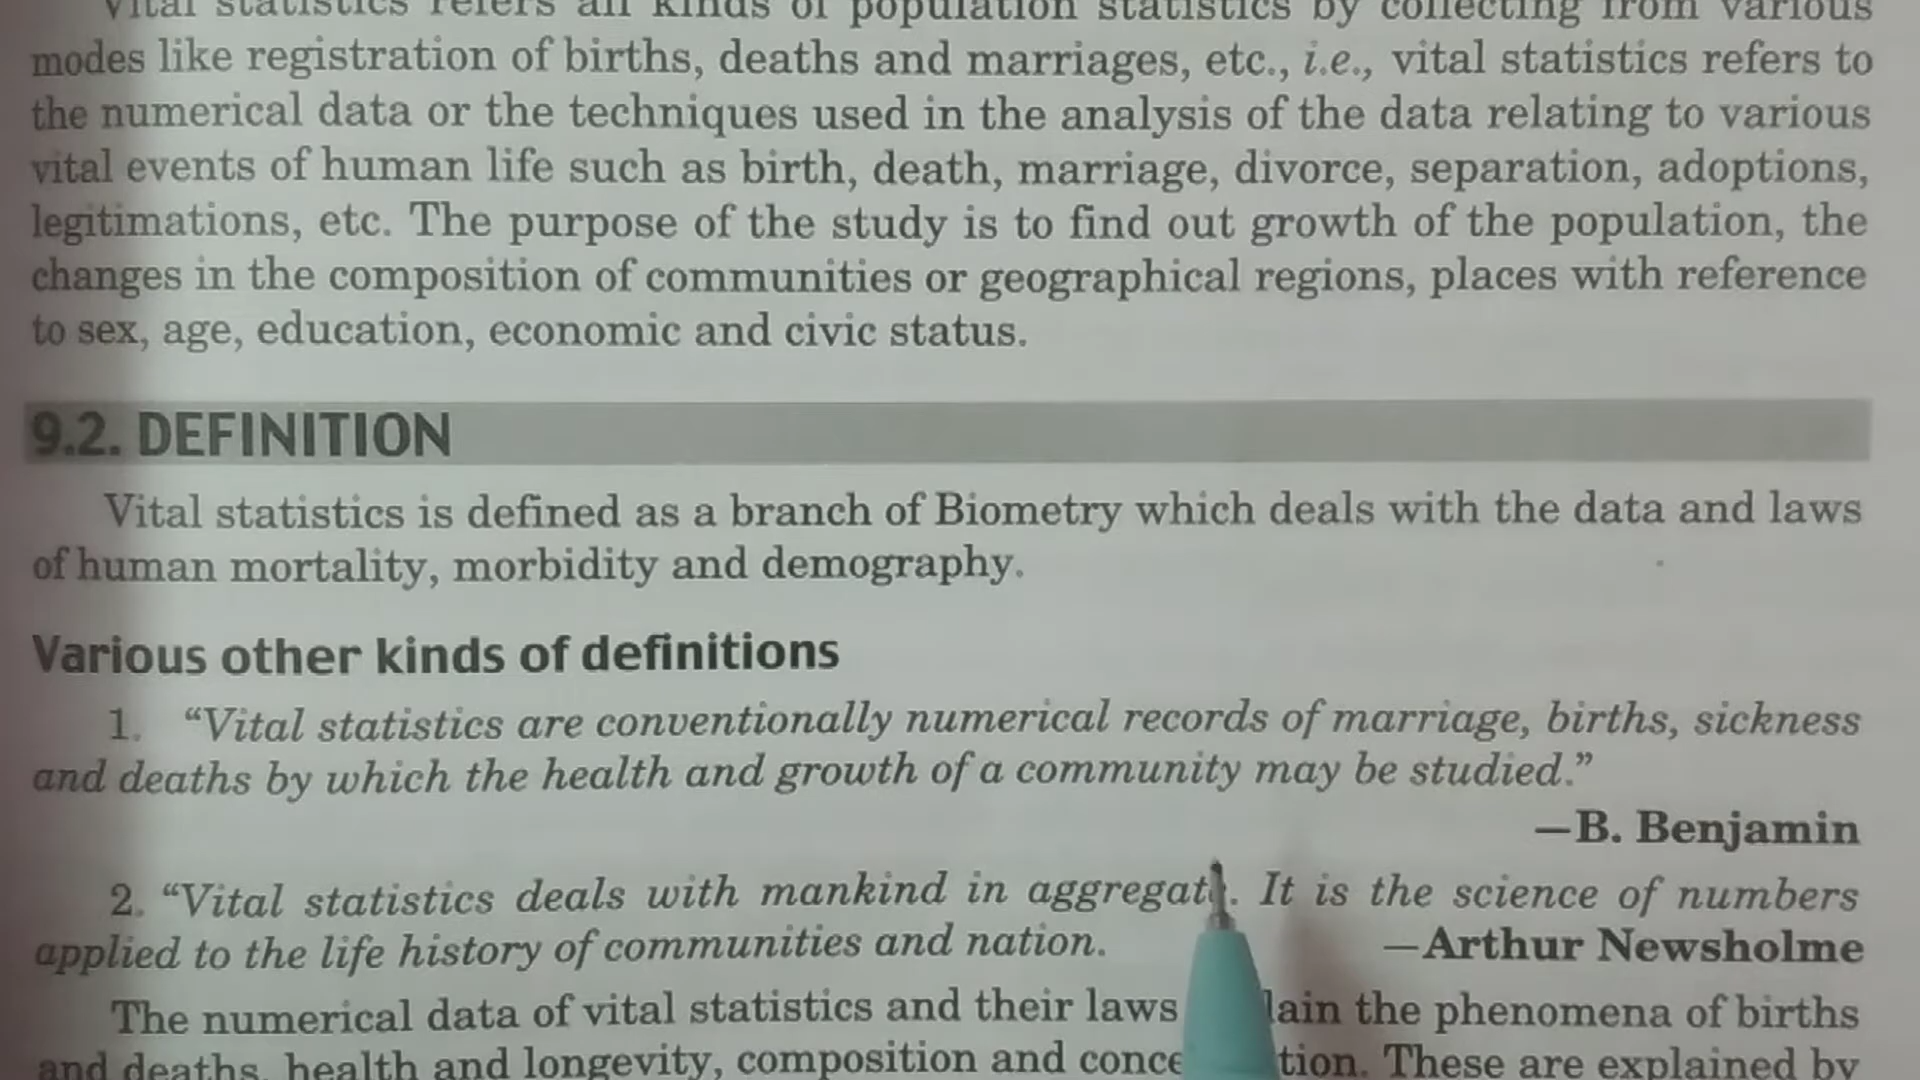 Vital statistics refers all kinds of population statistics by collecting from various
modes like registration of births, deaths and marriages, etc., i.e., vital statistics refers to
the numerical data or the techniques used in the analysis of the data relating to various
vital events of human life such as birth, death, marriage, divorce, separation, adoptions,
legitimations, etc. The purpose of the study is to find out growth of the population, the
changes in the composition of communities or geographical regions, places with reference
to sex, age, education, economic and civic status.
9.2. DEFINITION
Vital statistics is defined as a branch of Biometry which deals with the data and laws
of human mortality, morbidity and demography.
Various other kinds of definitions
1. “Vital statistics are conventionally numerical records of marriage, births, sickness
and deaths by which the health and growth of a community may be studied.”
—B. Benjamin
2. “Vital statistics deals with mankind in aggregate. It is the science of numbers
applied to the life history of communities and nation. —Arthur Newsholme
The numerical data of vital statistics and their laws the phenomena of births
and deaths, health and longevity, composition and These are explained by